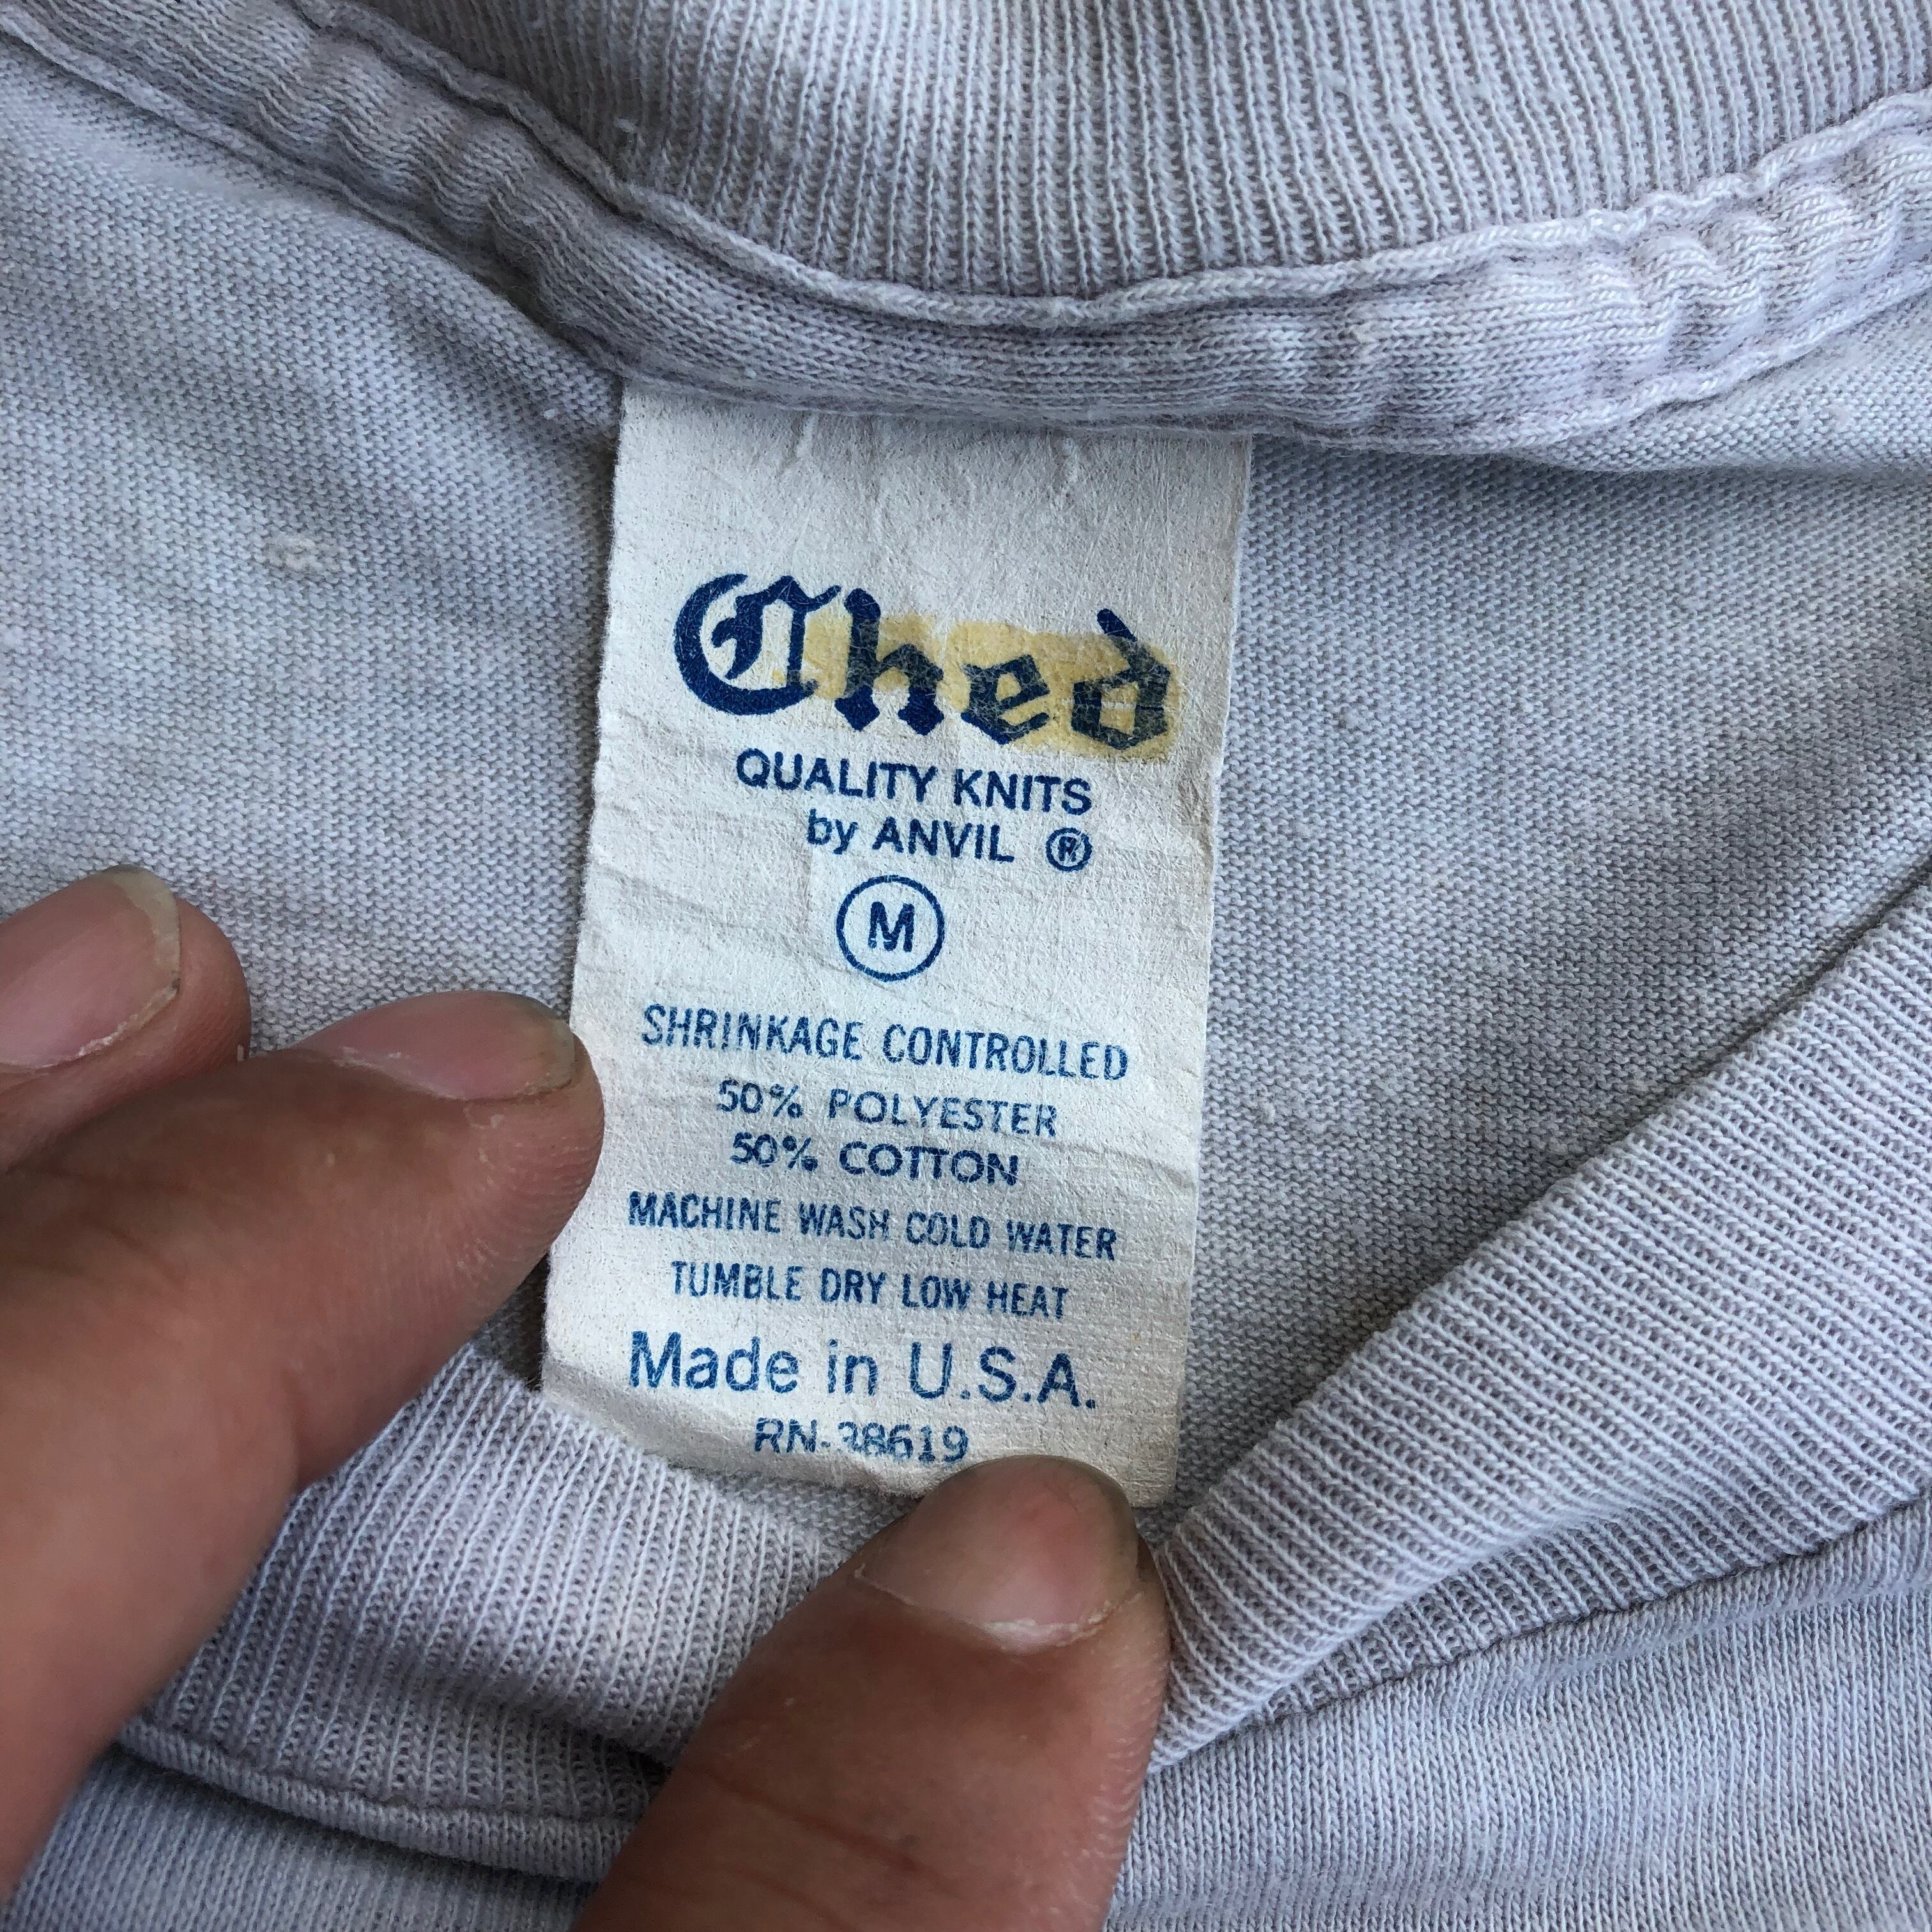 Ched
QUALITY KNITS
by ANVIL ®
M
SHRINKAGE CONTROLLED
50% POLYESTER
50% COTTON
MACHINE WASH COLD WATER
TUMBLE DRY LOW HEAT
Made in U.S.A.
RN-38619